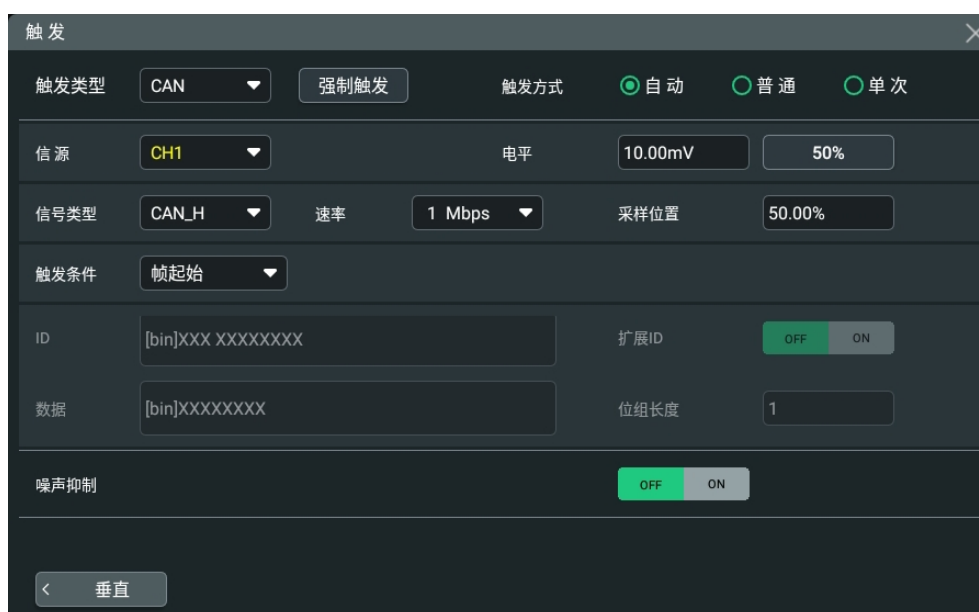 触发
触发类型 CAN 强制触发 触发方式 自动 普通 单次
信源 CH1 电平 10.00mV 50%
信号类型 CAN_H 速率 1 Mbps 采样位置 50.00%
触发条件 帧起始
ID [bin]XXX XXXXXXXX 扩展ID OFF ON
数据 [bin]XXXXXXXX 位组长度 1
噪声抑制 OFF ON
< 垂直